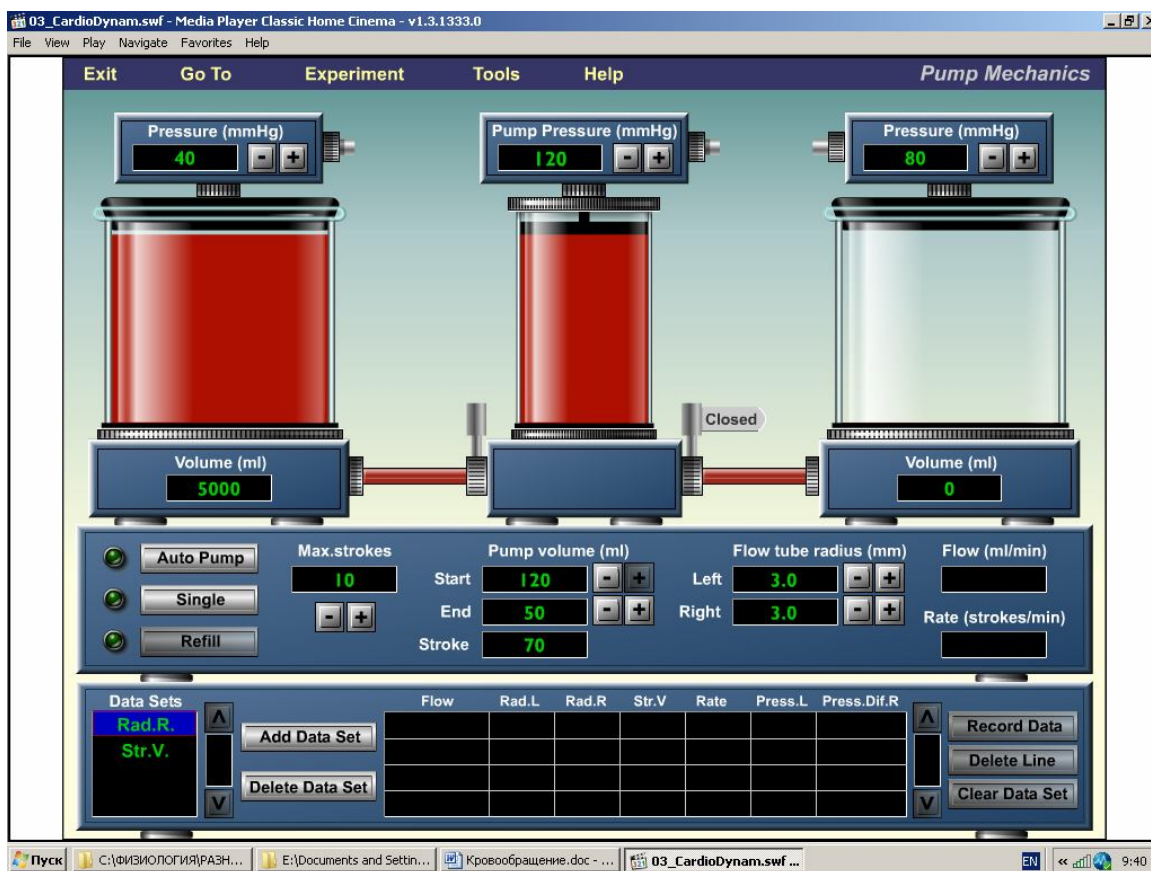 03_CardioDynam.swf - Media Player Classic Home Cinema - v1.3.1333.0
File View Play Navigate Favorites Help
Exit Go To Experiment Tools Help Pump Mechanics
Pressure (mmHg) Pump Pressure (mmHg) Pressure (mmHg)
40 - + 120 - + 80 - +
Closed
Volume (ml) Volume (ml)
5000 0
Auto Pump Max.strokes Pump volume (ml) Flow tube radius (mm) Flow (ml/min)
10 Start 120 - + Left 3.0 - +
Single - + End 50 - + Right 3.0 - + Rate (strokes/min)
Refill Stroke 70
Data Sets Flow Rad.L Rad.R Str.V Rate Press.L Press.Dif.R
Rad.R. Add Data Set Record Data
Str.V. Delete Line
Delete Data Set Clear Data Set
Пуск C:\ФИЗИОЛОГИЯ\РАЗН... E:\Documents and Settin... Кровообращение.doc - ... 03_CardioDynam.swf ... EN « 9:40